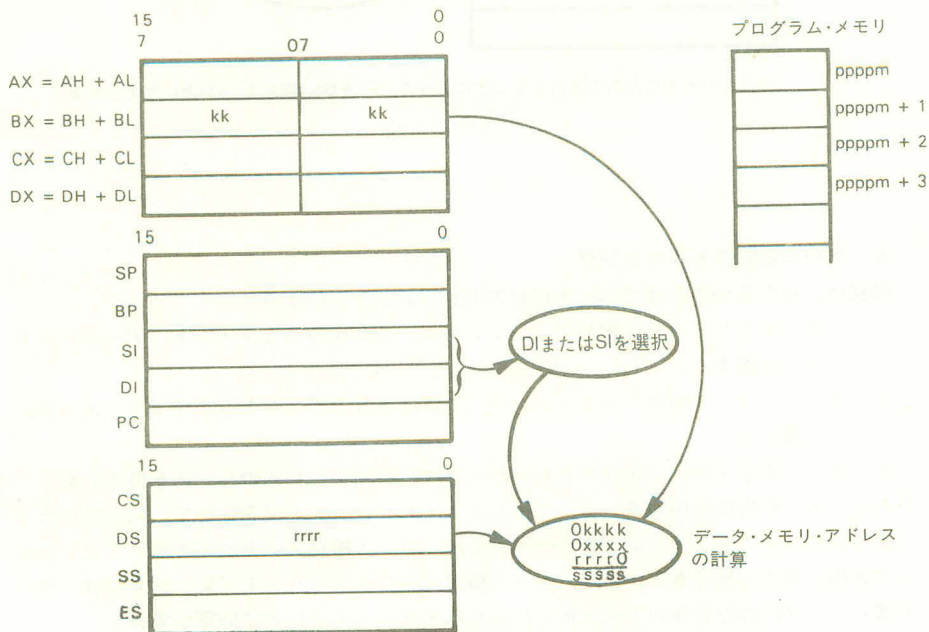 15 0
7 07 0
AX = AH + AL
BX = BH + BL kk kk
CX = CH + CL
DX = DH + DL
プログラム・メモリ
ppppm
ppppm + 1
ppppm + 2
ppppm + 3
15 0
SP
BP
SI
DI
PC
DIまたはSIを選択
15 0
CS
DS rrrr
SS
ES
0kkkk
0xxxx
rrrr0
sssss
データ・メモリ・アドレス
の計算